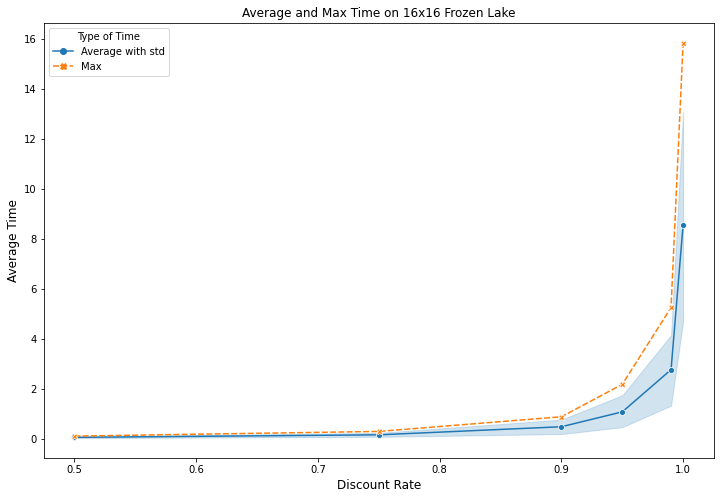 Average and Max Time on 16x16 Frozen Lake
Type of Time
Average with std
Max
Average Time
16
14
12
10
8
6
4
2
0
0.5 0.6 0.7 0.8 0.9 1.0
Discount Rate